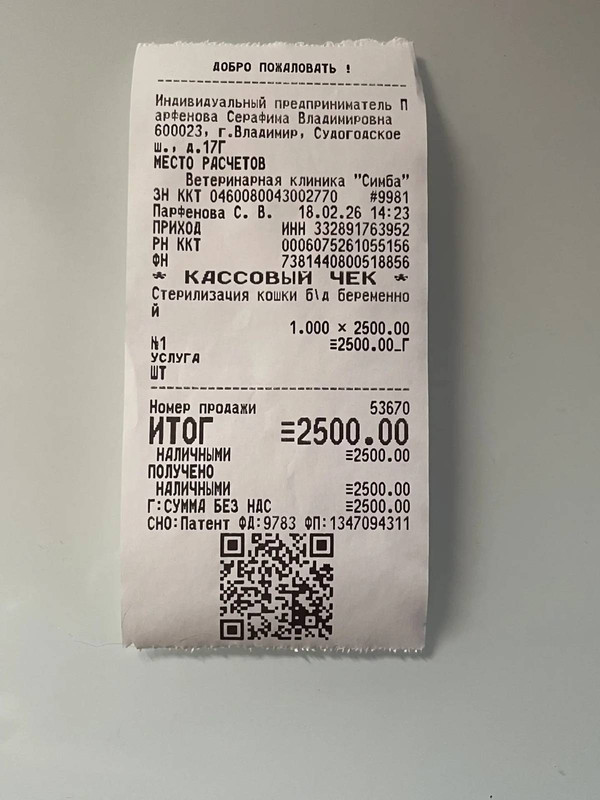 ДОБРО ПОЖАЛОВАТЬ !
Индивидуальный предприниматель П
арфенова Серафима Владимировна
600023, г.Владимир, Судогодское
ш., д.17Г
МЕСТО РАСЧЕТОВ
Ветеринарная клиника "Симба"
ЗН ККТ 0460080043002770 #9981
Парфенова С. В. 18.02.26 14:23
ПРИХОД ИНН 332891763952
РН ККТ 0006075261055156
ФН 7381440800518856
* КАССОВЫЙ ЧЕК *
Стерилизация кошки б\д беременно
й
1.000 × 2500.00
№1 ≡2500.00_Г
УСЛУГА
ШТ
Номер продажи 53670
ИТОГ ≡2500.00
НАЛИЧНЫМИ ≡2500.00
ПОЛУЧЕНО
НАЛИЧНЫМИ ≡2500.00
Г:СУММА БЕЗ НДС ≡2500.00
СНО:Патент ФД:9783 ФП:1347094311